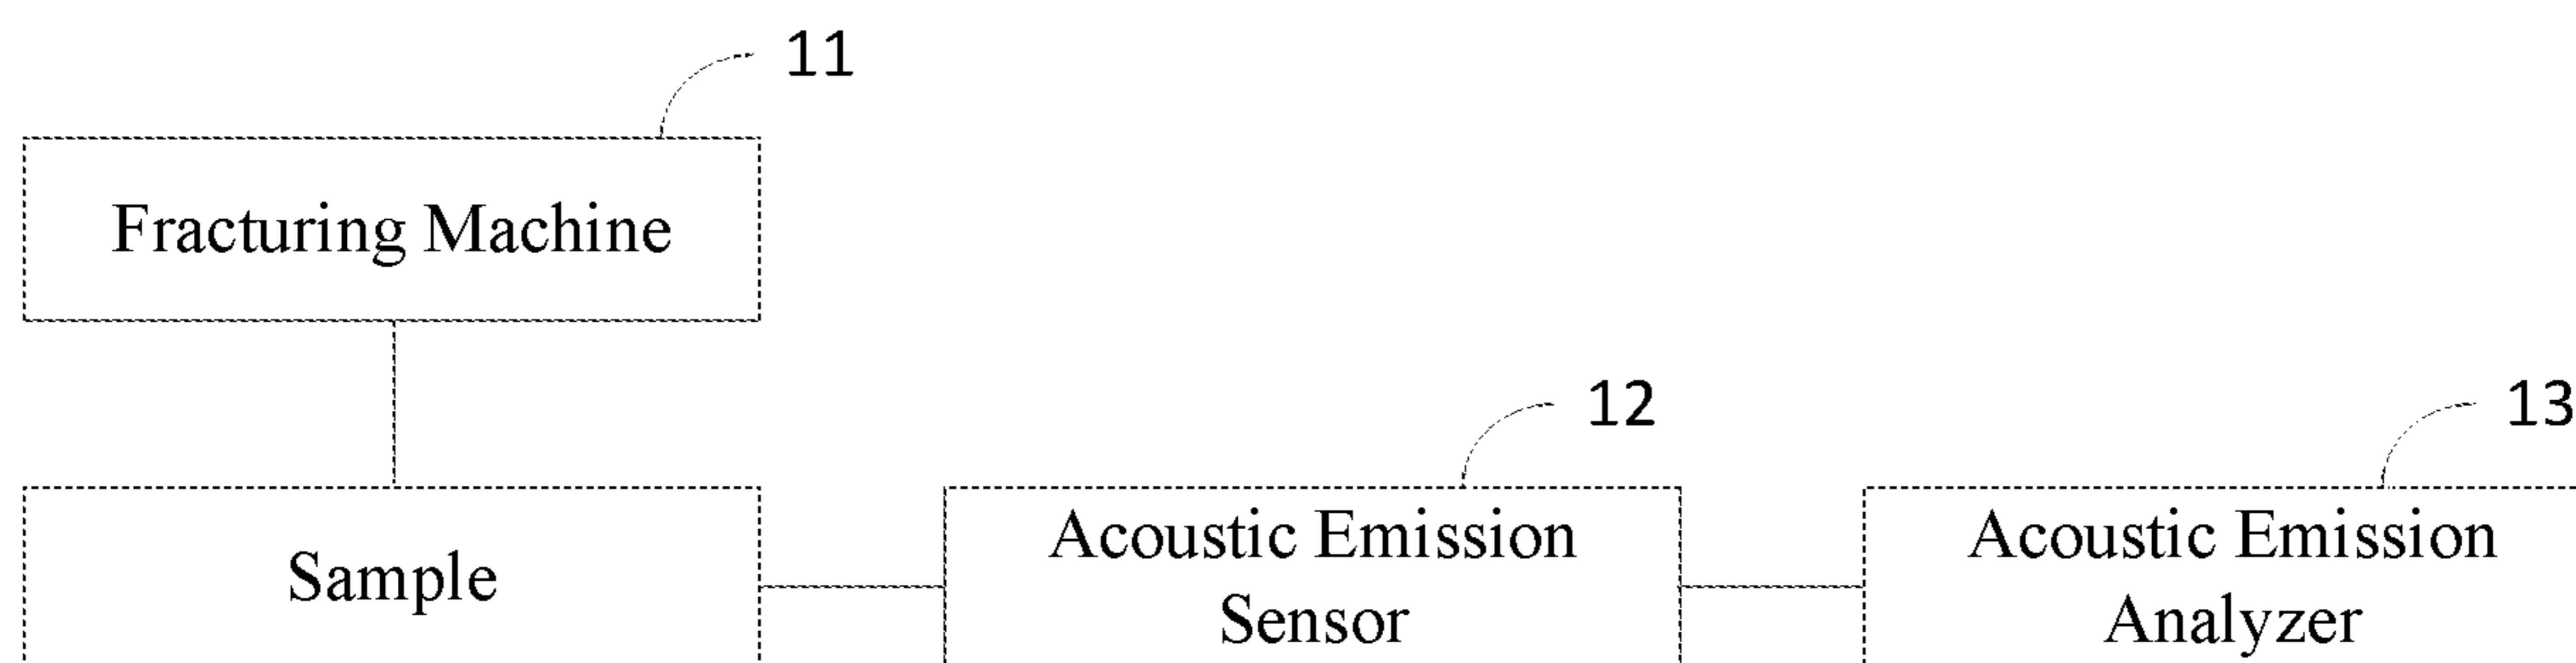 11
Fracturing Machine
12
13
Sample
Acoustic Emission
Sensor
Acoustic Emission
Analyzer